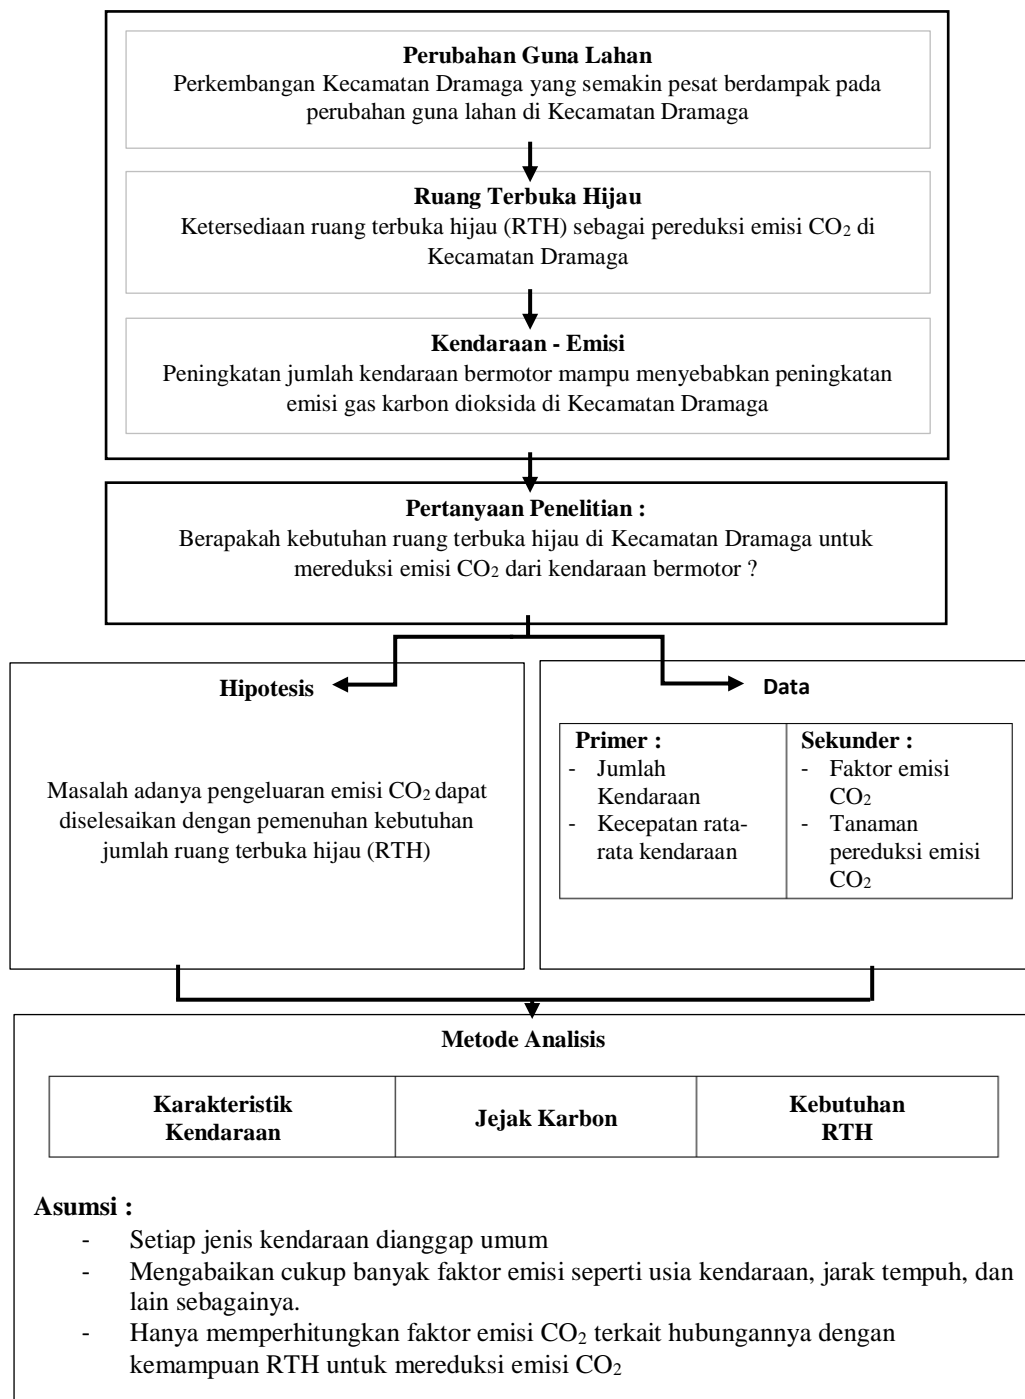 Perubahan Guna Lahan
Perkembangan Kecamatan Dramaga yang semakin pesat berdampak pada
perubahan guna lahan di Kecamatan Dramaga
Ruang Terbuka Hijau
Ketersediaan ruang terbuka hijau (RTH) sebagai pereduksi emisi CO₂ di
Kecamatan Dramaga
Kendaraan - Emisi
Peningkatan jumlah kendaraan bermotor mampu menyebabkan peningkatan
emisi gas karbon dioksida di Kecamatan Dramaga
Pertanyaan Penelitian :
Berapakah kebutuhan ruang terbuka hijau di Kecamatan Dramaga untuk
mereduksi emisi CO₂ dari kendaraan bermotor ?
Hipotesis
Masalah adanya pengeluaran emisi CO₂ dapat
diselesaikan dengan pemenuhan kebutuhan
jumlah ruang terbuka hijau (RTH)
Data
Primer :
- Jumlah
Kendaraan
- Kecepatan rata-
rata kendaraan
Sekunder :
- Faktor emisi
CO₂
- Tanaman
pereduksi emisi
CO₂
Metode Analisis
Karakteristik
Kendaraan
Jejak Karbon
Kebutuhan
RTH
Asumsi :
- Setiap jenis kendaraan dianggap umum
- Mengabaikan cukup banyak faktor emisi seperti usia kendaraan, jarak tempuh, dan
lain sebagainya.
- Hanya memperhitungkan faktor emisi CO₂ terkait hubungannya dengan
kemampuan RTH untuk mereduksi emisi CO₂